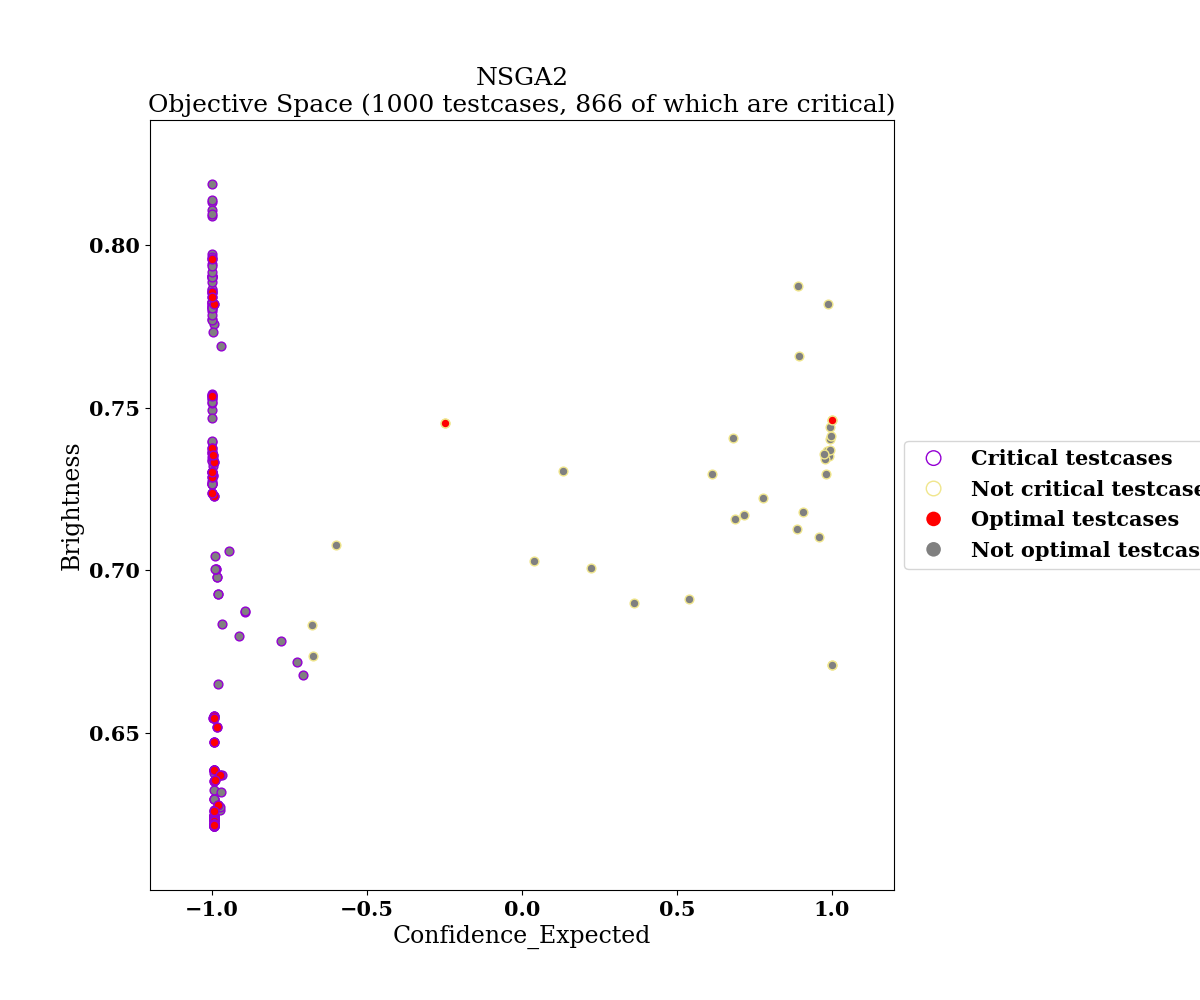 NSGA2
Objective Space (1000 testcases, 866 of which are critical)
0.80
0.75
0.70
0.65
Brightness
−1.0
−0.5
0.0
0.5
1.0
Confidence_Expected
Critical testcases
Not critical testcase
Optimal testcases
Not optimal testcas